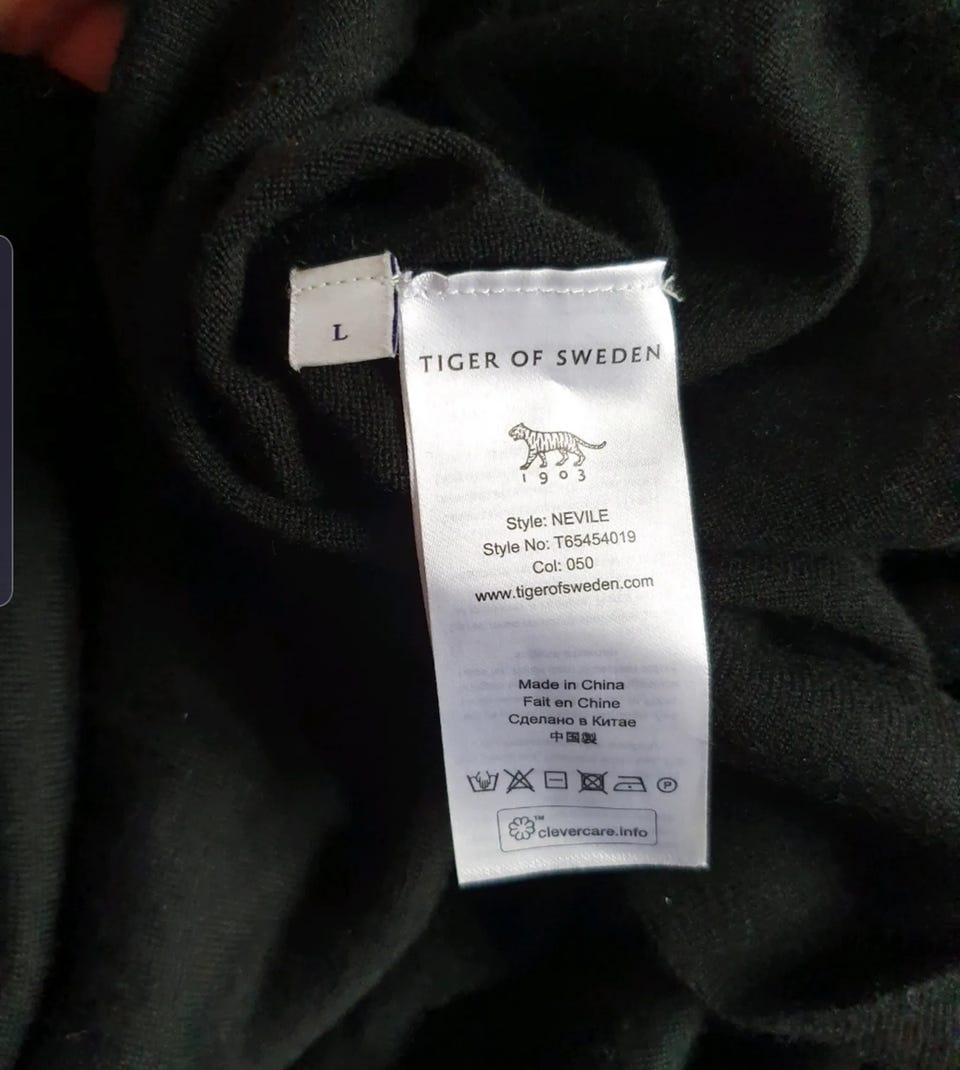 L
TIGER OF SWEDEN
1903
Style: NEVILE
Style No: T65454019
Col: 050
www.tigerofsweden.com
Made in China
Fait en Chine
Сделано в Китае
中国製
P
clevercare.info™